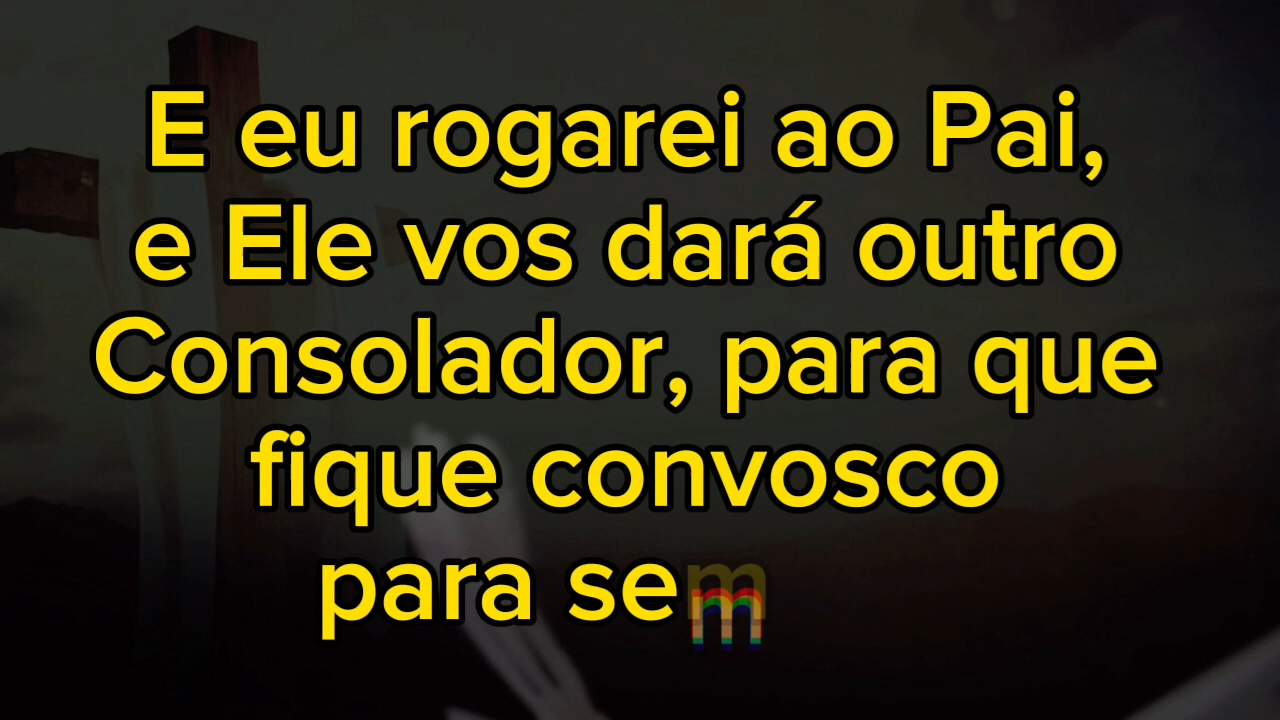 E eu rogarei ao Pai,
e Ele vos dará outro
Consolador, para que
fique convosco
para sem